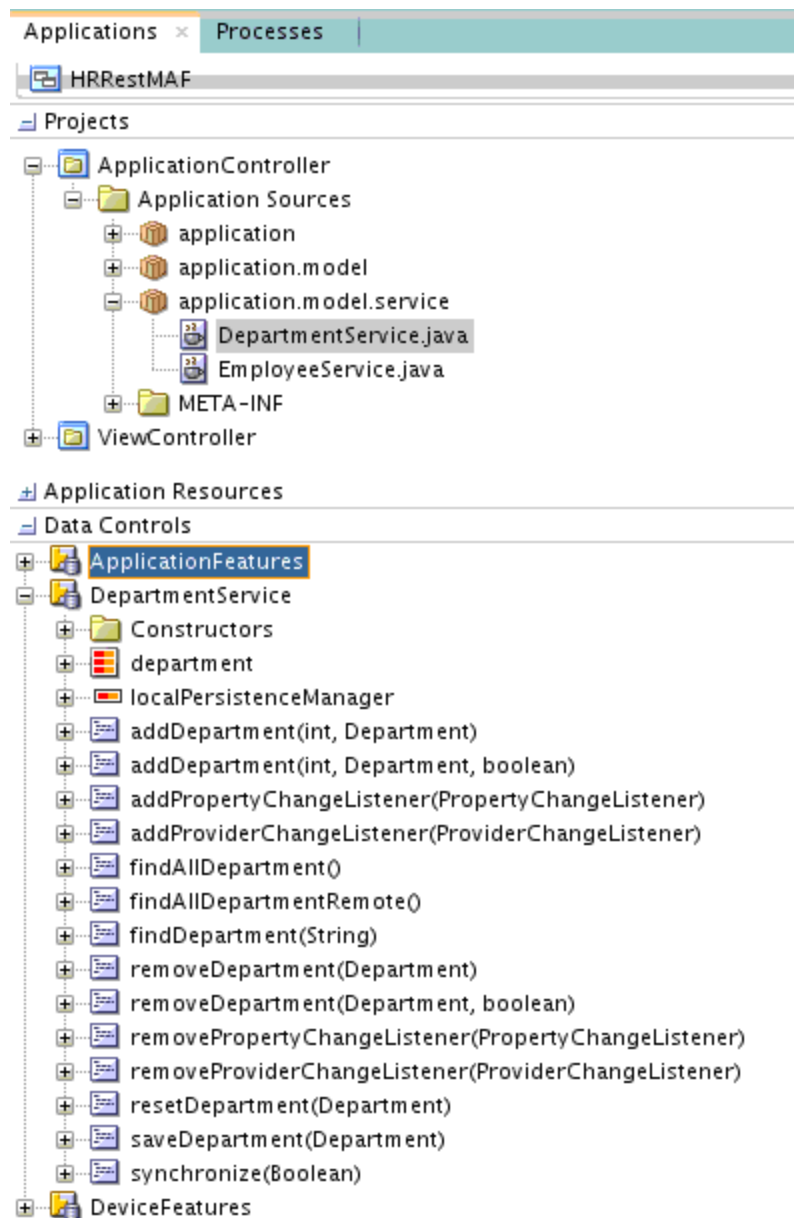 Applications × Processes
HRRestMAF
Projects
ApplicationController
Application Sources
application
application.model
application.model.service
DepartmentService.java
EmployeeService.java
META-INF
ViewController
Application Resources
Data Controls
ApplicationFeatures
DepartmentService
Constructors
department
localPersistenceManager
addDepartment(int, Department)
addDepartment(int, Department, boolean)
addPropertyChangeListener(PropertyChangeListener)
addProviderChangeListener(ProviderChangeListener)
findAllDepartment()
findAllDepartmentRemote()
findDepartment(String)
removeDepartment(Department)
removeDepartment(Department, boolean)
removePropertyChangeListener(PropertyChangeListener)
removeProviderChangeListener(ProviderChangeListener)
resetDepartment(Department)
saveDepartment(Department)
synchronize(Boolean)
DeviceFeatures